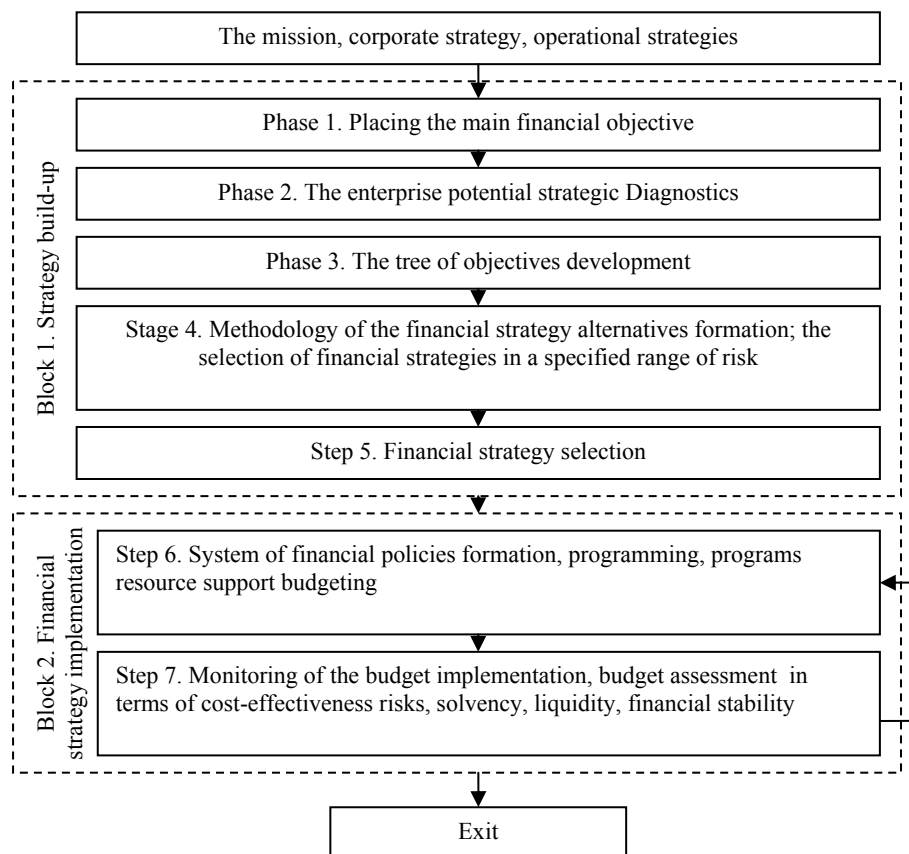 The mission, corporate strategy, operational strategies
Block 1. Strategy build-up
Phase 1. Placing the main financial objective
Phase 2. The enterprise potential strategic Diagnostics
Phase 3. The tree of objectives development
Stage 4. Methodology of the financial strategy alternatives formation; the
selection of financial strategies in a specified range of risk
Step 5. Financial strategy selection
Block 2. Financial
strategy implementation
Step 6. System of financial policies formation, programming, programs
resource support budgeting
Step 7. Monitoring of the budget implementation, budget assessment in
terms of cost-effectiveness risks, solvency, liquidity, financial stability
Exit